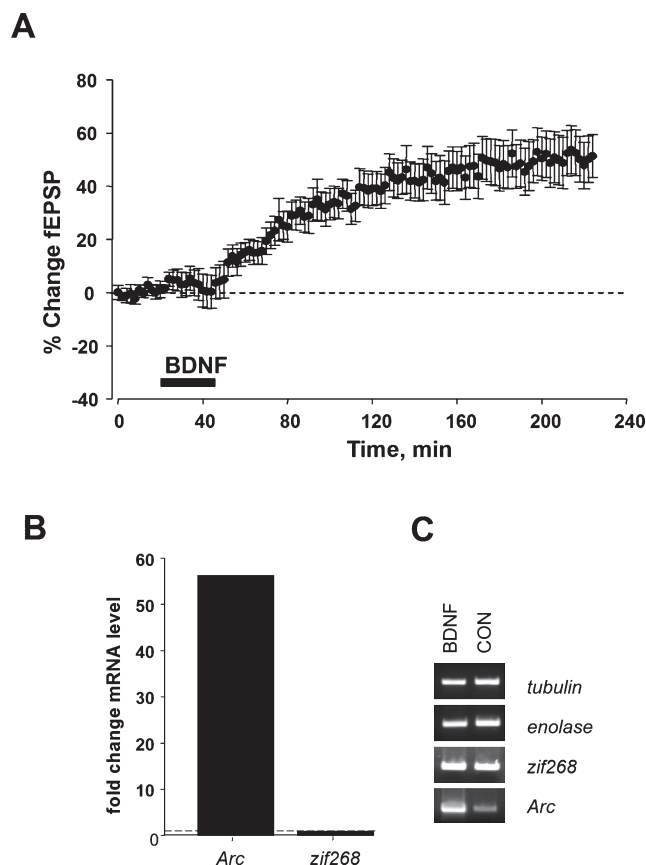 A
% Change fEPSP
80
60
40
20
0
-20
-40
BDNF
0 40 80 120 160 200 240
Time, min
B
fold change mRNA level
60
50
40
30
20
10
0
Arc zif268
C
BDNF CON
tubulin
enolase
zif268
Arc